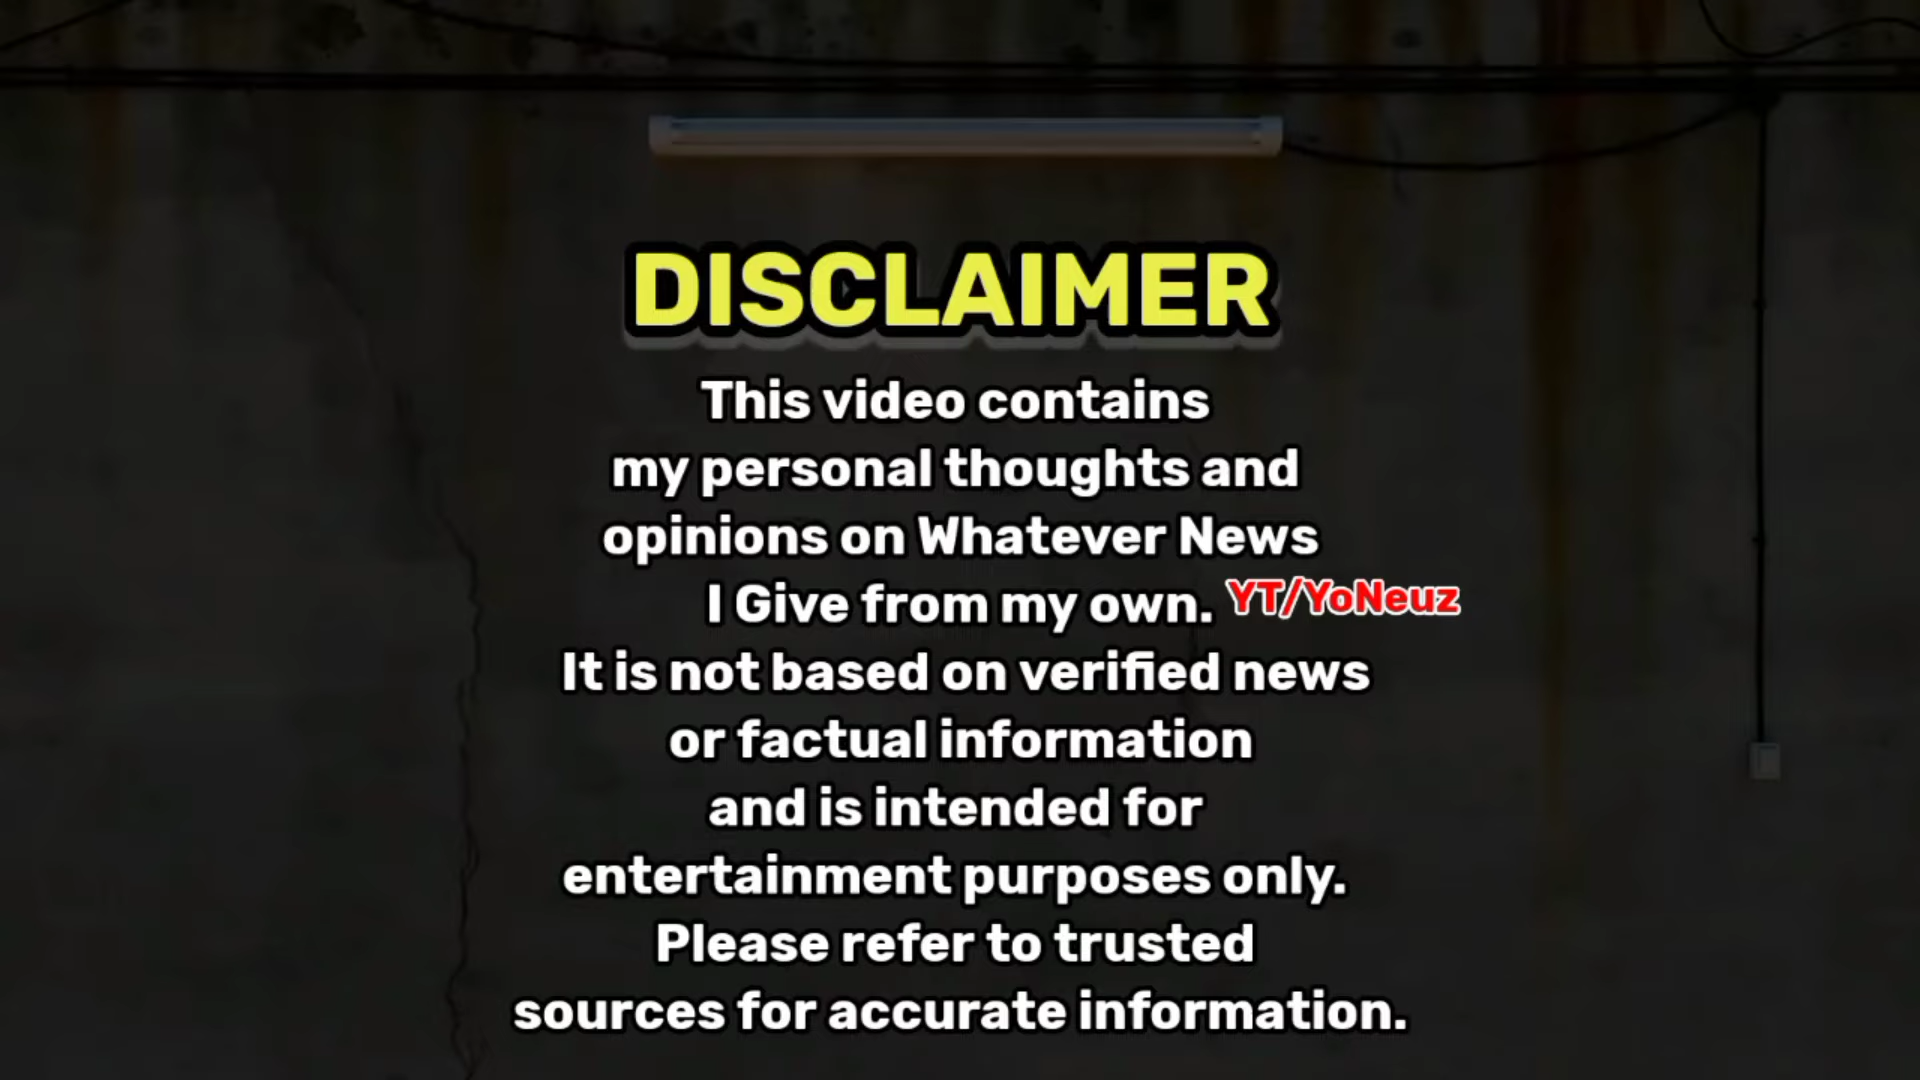 DISCLAIMER
This video contains
my personal thoughts and
opinions on Whatever News
I Give from my own. YT/YoNeuz
It is not based on verified news
or factual information
and is intended for
entertainment purposes only.
Please refer to trusted
sources for accurate information.